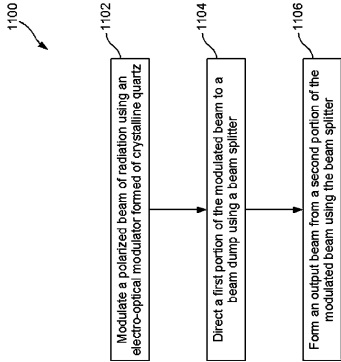 1100
1102
Modulate a polarized beam of radiation using an
electro-optical modulator formed of crystalline quartz
1104
Direct a first portion of the modulated beam to a
beam dump using a beam splitter
1106
Form an output beam from a second portion of the
modulated beam using the beam splitter